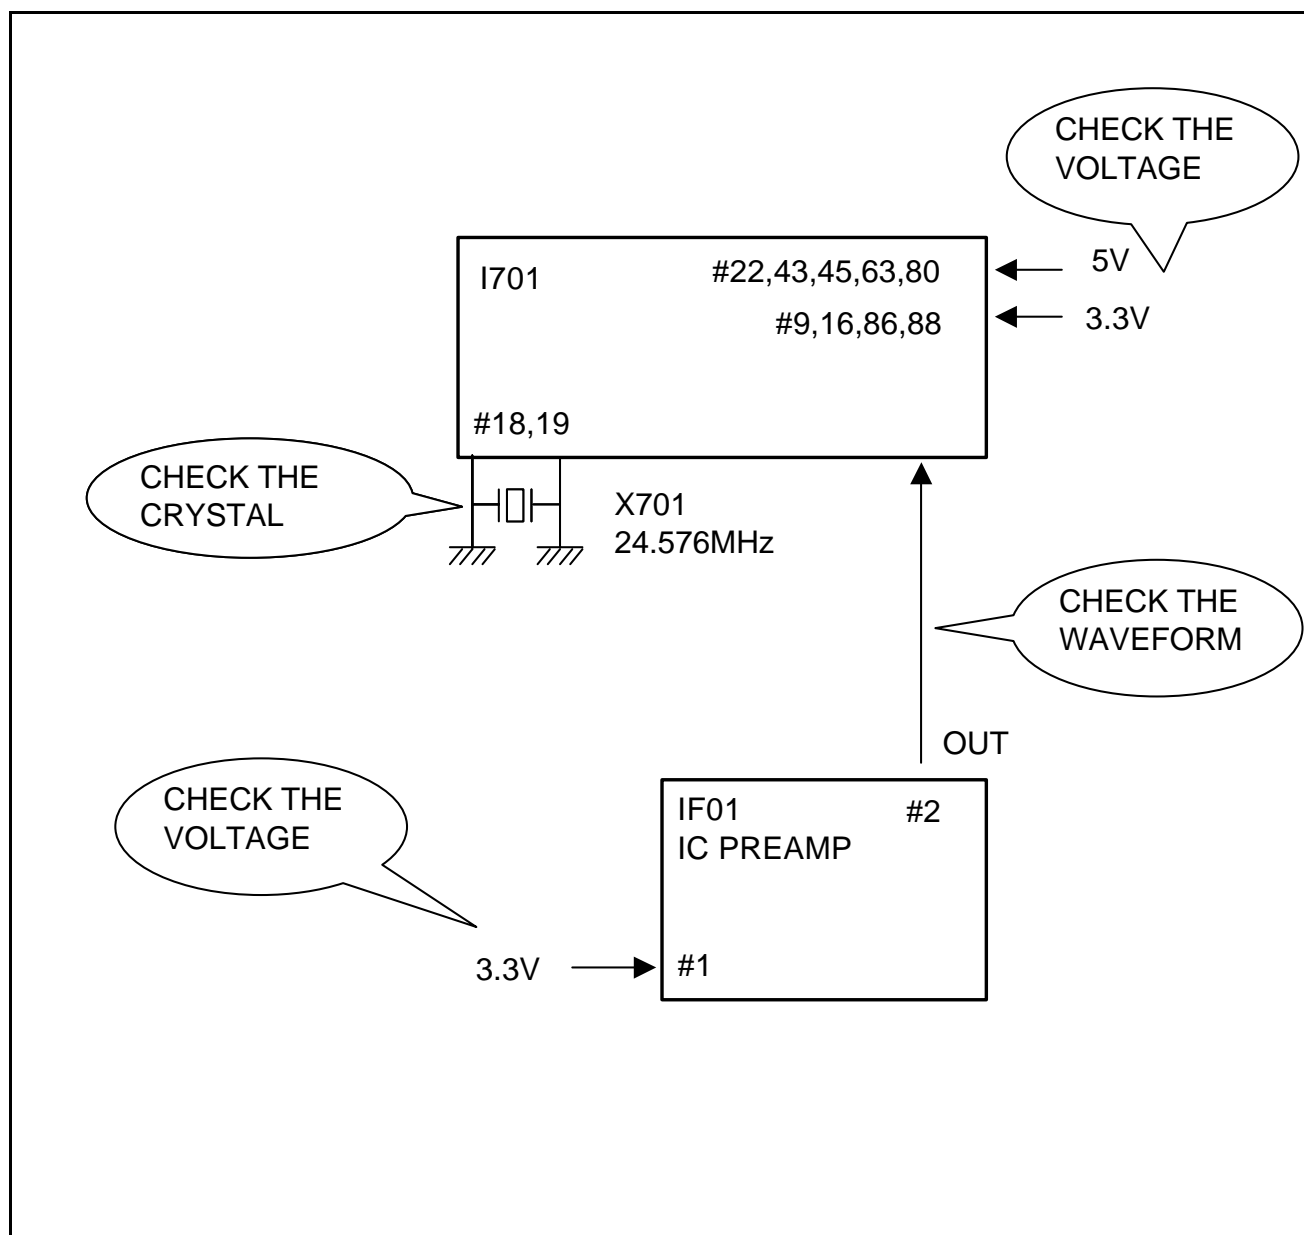 CHECK THE
VOLTAGE
I701
#22,43,45,63,80
5V
#9,16,86,88
3.3V
#18,19
CHECK THE
CRYSTAL
X701
24.576MHz
CHECK THE
WAVEFORM
OUT
CHECK THE
VOLTAGE
IF01
#2
IC PREAMP
3.3V
#1